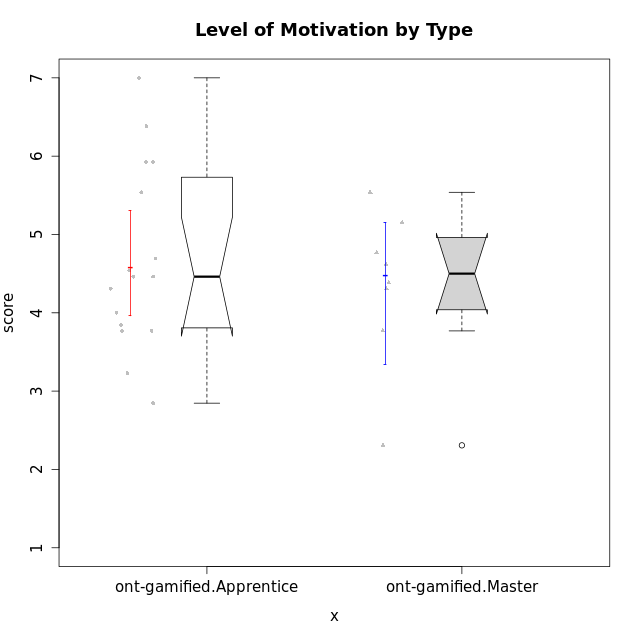 Level of Motivation by Type
7
6
5
4
3
2
1
score
ont-gamified.Apprentice
ont-gamified.Master
x